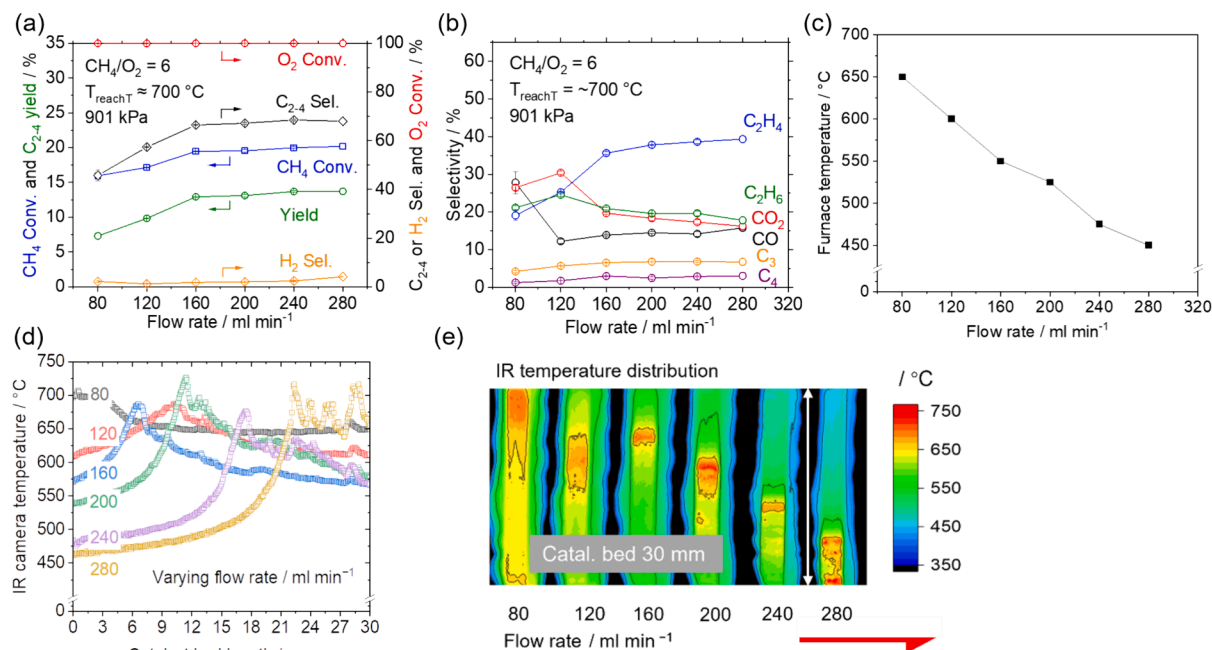 (a)
35
30
25
20
15
10
5
0
CH₄ Conv. and C₂₋₄ yield / %
CH₄/O₂ = 6
TreachT ≈ 700 °C
901 kPa
O₂ Conv.
C₂₋₄ Sel.
CH₄ Conv.
Yield
H₂ Sel.
100
80
60
40
20
0
C₂₋₄ or H₂ Sel. and O₂ Conv. / %
80 120 160 200 240 280
Flow rate / ml min⁻¹
(b)
60
50
40
30
20
10
0
Selectivity / %
CH₄/O₂ = 6
TreachT = ~700 °C
901 kPa
C₂H₄
C₂H₆
CO₂
CO
C₃
C₄
80 120 160 200 240 280 320
Flow rate / ml min⁻¹
(c)
700
650
600
550
500
450
0
Furnace temperature / °C
80 120 160 200 240 280 320
Flow rate / ml min⁻¹
(d)
750
700
650
600
550
500
450
0
IR camera temperature / °C
80
120
160
200
240
280
Varying flow rate / ml min⁻¹
0 3 6 9 12 15 18 21 24 27 30
(e)
IR temperature distribution
Catal. bed 30 mm
80 120 160 200 240 280
Flow rate / ml min⁻¹
/ °C
750
650
550
450
350